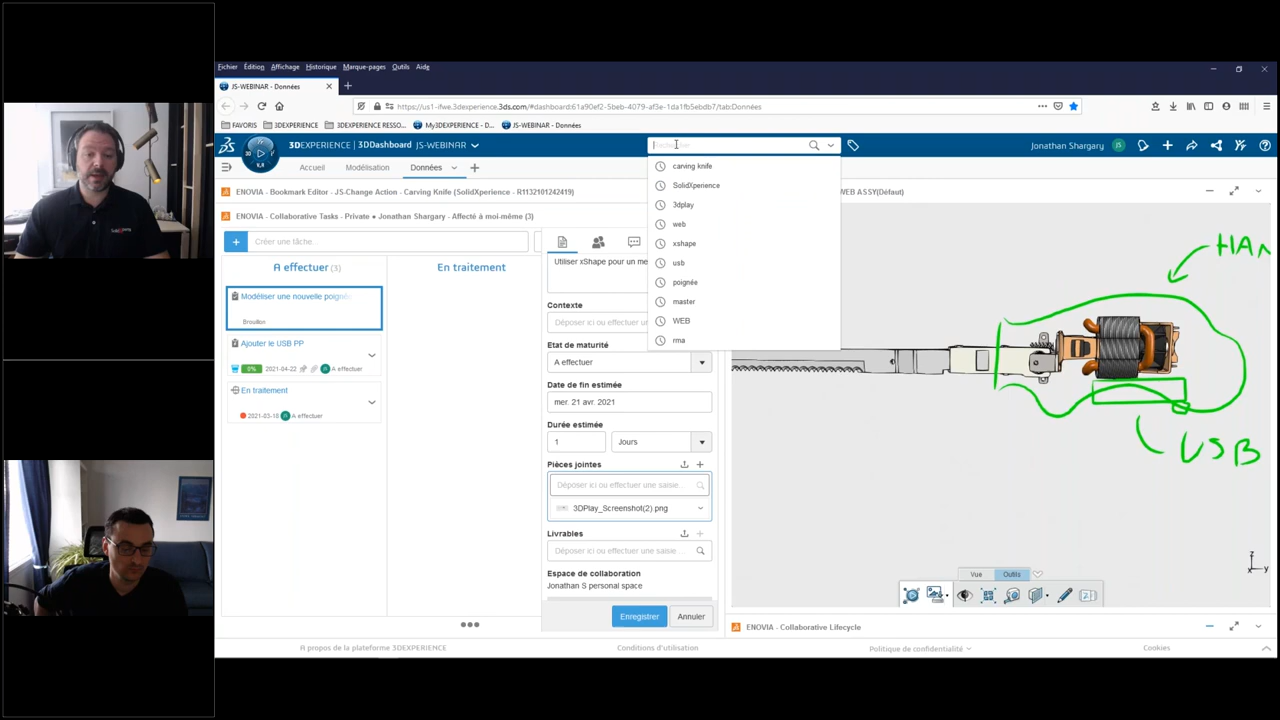 Fichier Édition Affichage Historique Marque-pages Outils Aide
JS-WEBINAR - Données
https://us1-ifwe.3dexperience.3ds.com/#dashboard:61a90ef2-5beb-4079-af3e-1da1fb5ebdb7/tab:Données
FAVORIS 3DEXPERIENCE 3DEXPERIENCE RESSO... My3DEXPERIENCE - D... JS-WEBINAR - Données
3DEXPERIENCE | 3DDashboard JS-WEBINAR
Jonathan Shargary JS
Accueil Modélisation Données
carving knife
SolidXperience
3dplay
web
xshape
usb
poignée
master
WEB
rma
ENOVIA - Bookmark Editor - JS-Change Action - Carving Knife (SolidXperience - R1132101242419)
WEB ASSY(Défaut)
ENOVIA - Collaborative Tasks - Private ● Jonathan Shargary - Affecté à moi-même (3)
Créer une tâche..
A effectuer (3)
En traitement
Modéliser une nouvelle poigné
Brouillon
Ajouter le USB PP
0% 2021-04-22 A effectuer
En traitement
2021-03-18 A effectuer
Utiliser xShape pour un me
Contexte
Déposer ici ou effectuer une
Etat de maturité
A effectuer
Date de fin estimée
mer. 21 avr. 2021
Durée estimée
1 Jours
Pièces jointes
Déposer ici ou effectuer une saisie...
3DPlay_Screenshot(2) png
Livrables
Déposer ici ou effectuer une saisie ...
Espace de collaboration
Jonathan S personal space
Enregistrer Annuler
HAN
USB
Vue Outils
ENOVIA - Collaborative Lifecycle
A propos de la plateforme 3DEXPERIENCE Conditions d'utilisation Politique de confidentialité Cookies